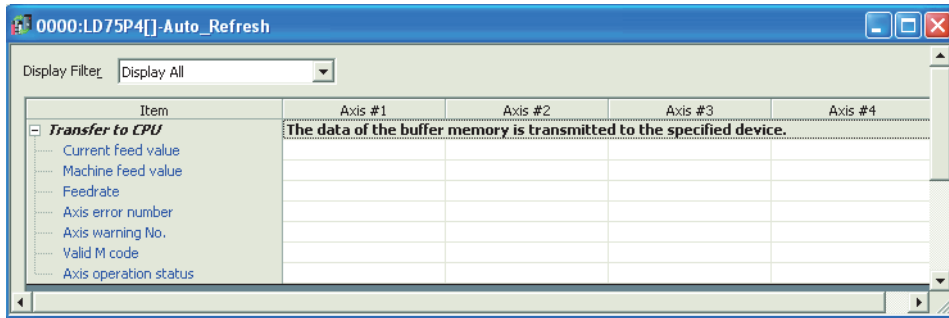 0000:LD75P4[]-Auto_Refresh
Display Filter Display All
Item Axis #1 Axis #2 Axis #3 Axis #4
Transfer to CPU The data of the buffer memory is transmitted to the specified device.
Current feed value
Machine feed value
Feedrate
Axis error number
Axis warning No.
Valid M code
Axis operation status